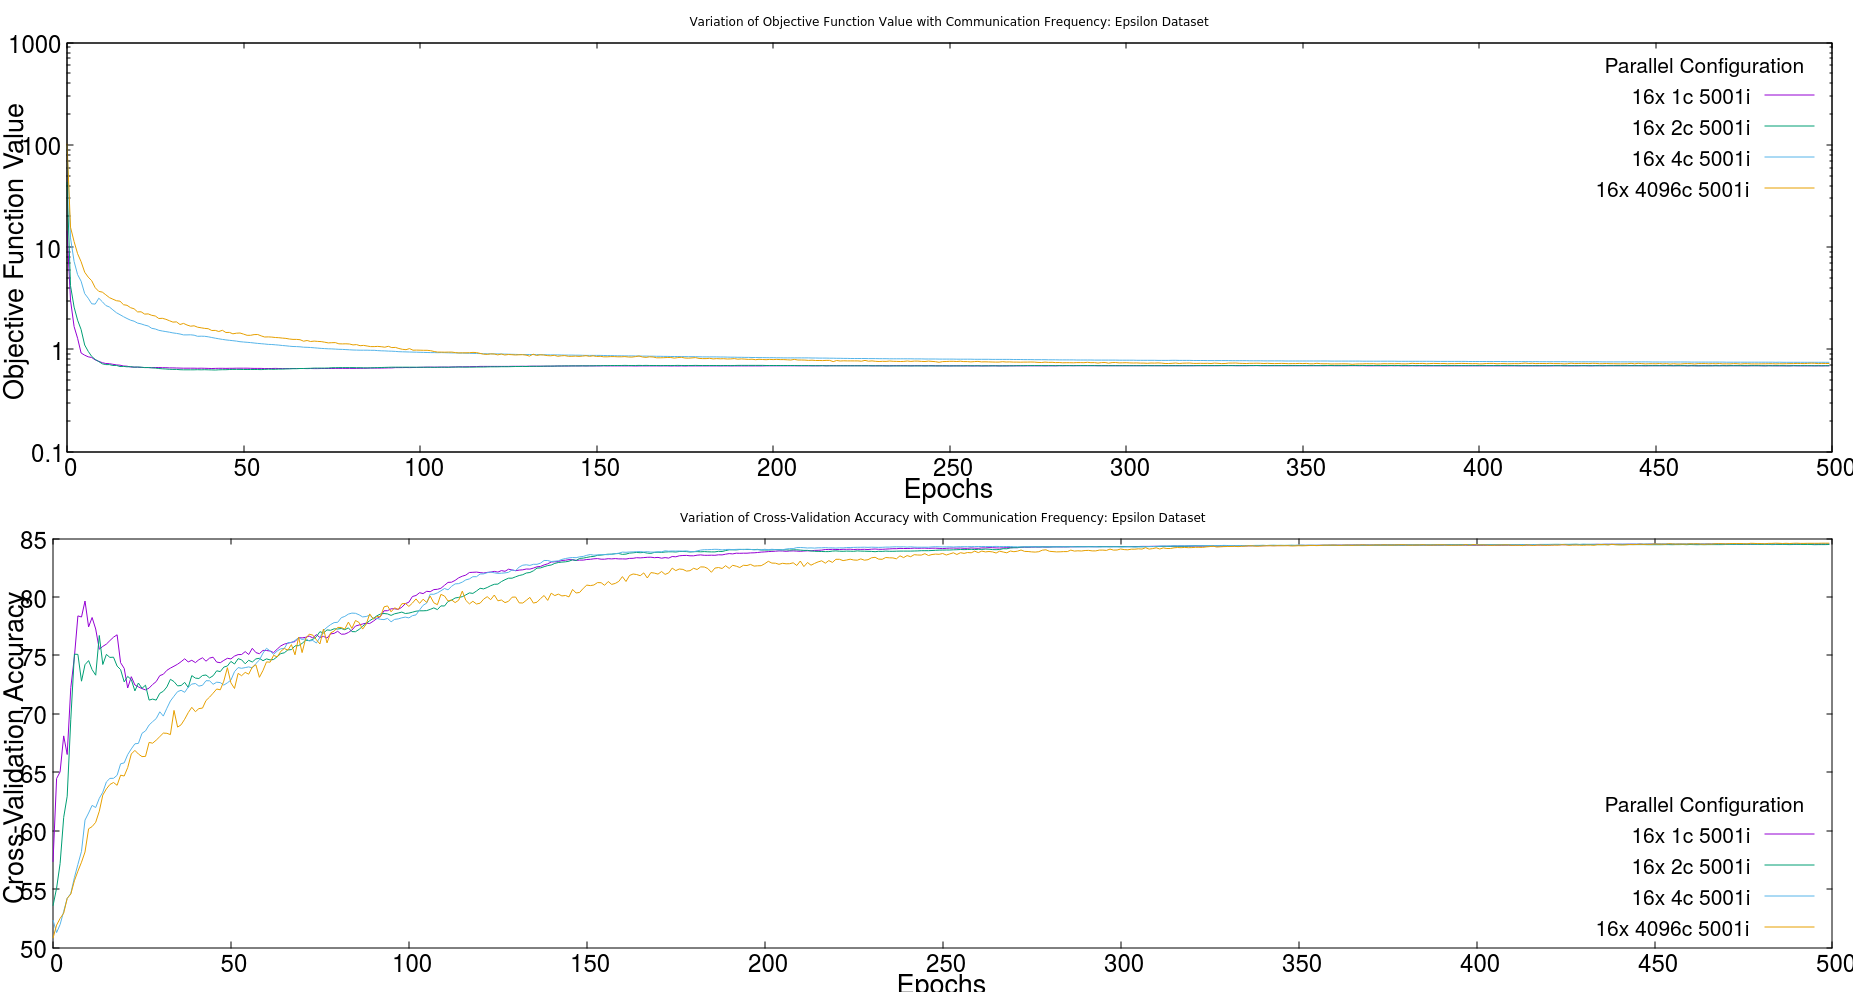 Variation of Objective Function Value with Communication Frequency: Epsilon Dataset
Objective Function Value
1000
100
10
1
0.1
Parallel Configuration
16x 1c 5001i
16x 2c 5001i
16x 4c 5001i
16x 4096c 5001i
0 50 100 150 200 250 300 350 400 450 500
Epochs
Variation of Cross-Validation Accuracy with Communication Frequency: Epsilon Dataset
Cross-Validation Accuracy
85
80
75
70
65
60
55
50
Parallel Configuration
16x 1c 5001i
16x 2c 5001i
16x 4c 5001i
16x 4096c 5001i
0 50 100 150 200 250 300 350 400 450 500
Epochs